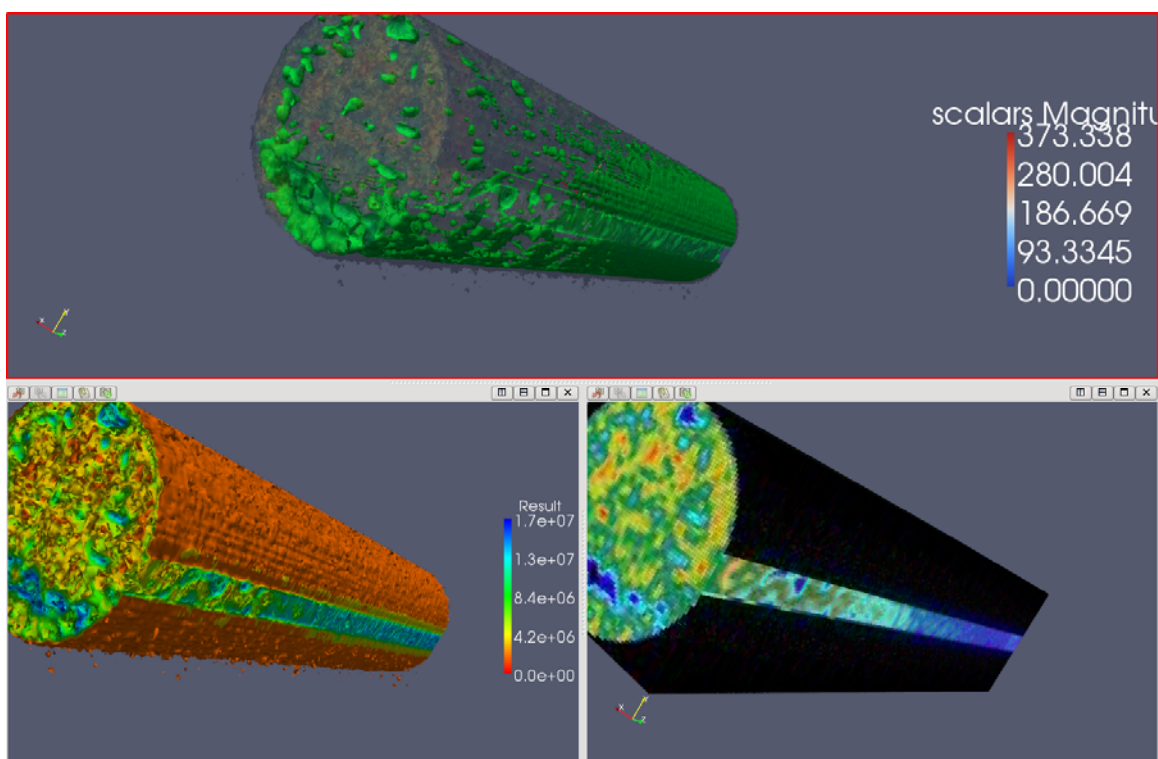 scalars Magnitu
373.338
280.004
186.669
93.3345
0.00000
x
Y
Z
Result
1.7e+07
1.3e+07
8.4e+06
4.2e+06
0.0e+00
X
Y
Z